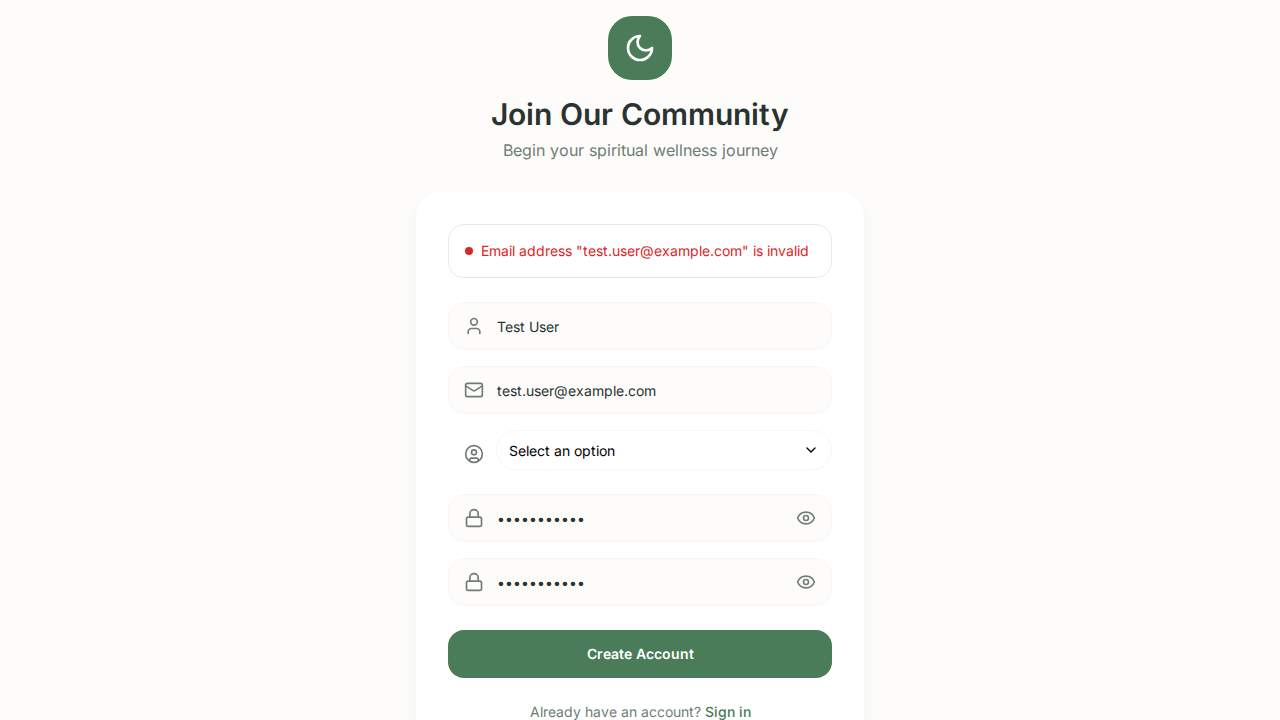 Join Our Community
Begin your spiritual wellness journey
Email address "test.user@example.com" is invalid
Test User
test.user@example.com
Select an option
•••••••••••
•••••••••••
Create Account
Already have an account? Sign in